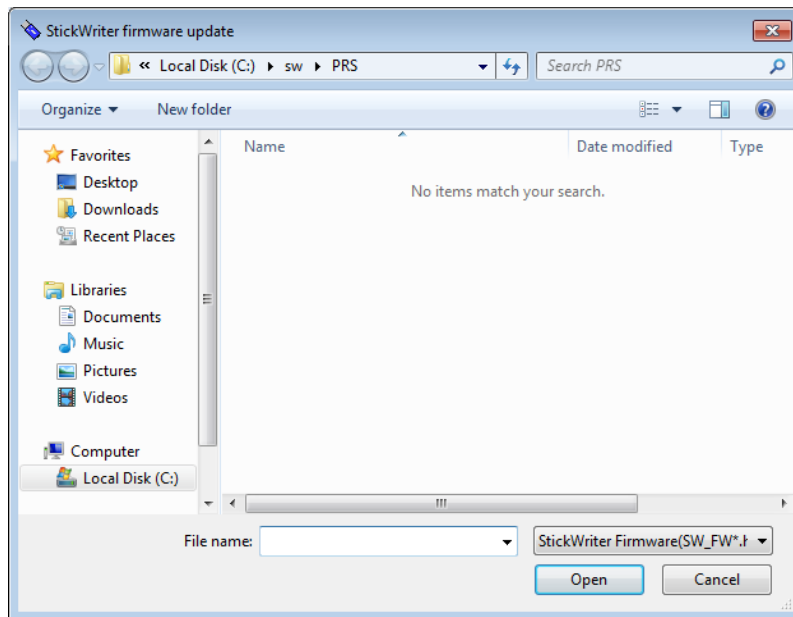 StickWriter firmware update
« Local Disk (C:) ▸ sw ▸ PRS
Search PRS
Organize
New folder
Name
Date modified
Type
No items match your search.
Favorites
Desktop
Downloads
Recent Places
Libraries
Documents
Music
Pictures
Videos
Computer
Local Disk (C:)
File name:
StickWriter Firmware(SW_FW*.h
Open
Cancel